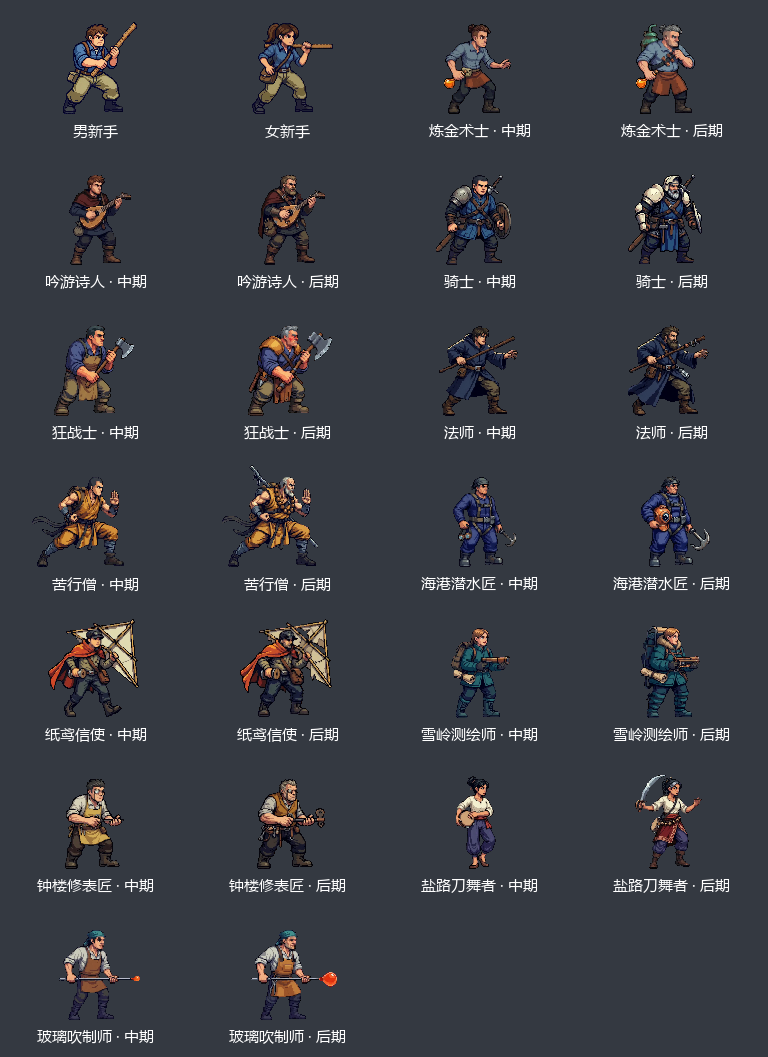 男新手
女新手
炼金术士 · 中期
炼金术士 · 后期
吟游诗人 · 中期
吟游诗人 · 后期
骑士 · 中期
骑士 · 后期
狂战士 · 中期
狂战士 · 后期
法师 · 中期
法师 · 后期
苦行僧 · 中期
苦行僧 · 后期
海港潜水匠 · 中期
海港潜水匠 · 后期
纸鸢信使 · 中期
纸鸢信使 · 后期
雪岭测绘师 · 中期
雪岭测绘师 · 后期
钟楼修表匠 · 中期
钟楼修表匠 · 后期
盐路刀舞者 · 中期
盐路刀舞者 · 后期
玻璃吹制师 · 中期
玻璃吹制师 · 后期